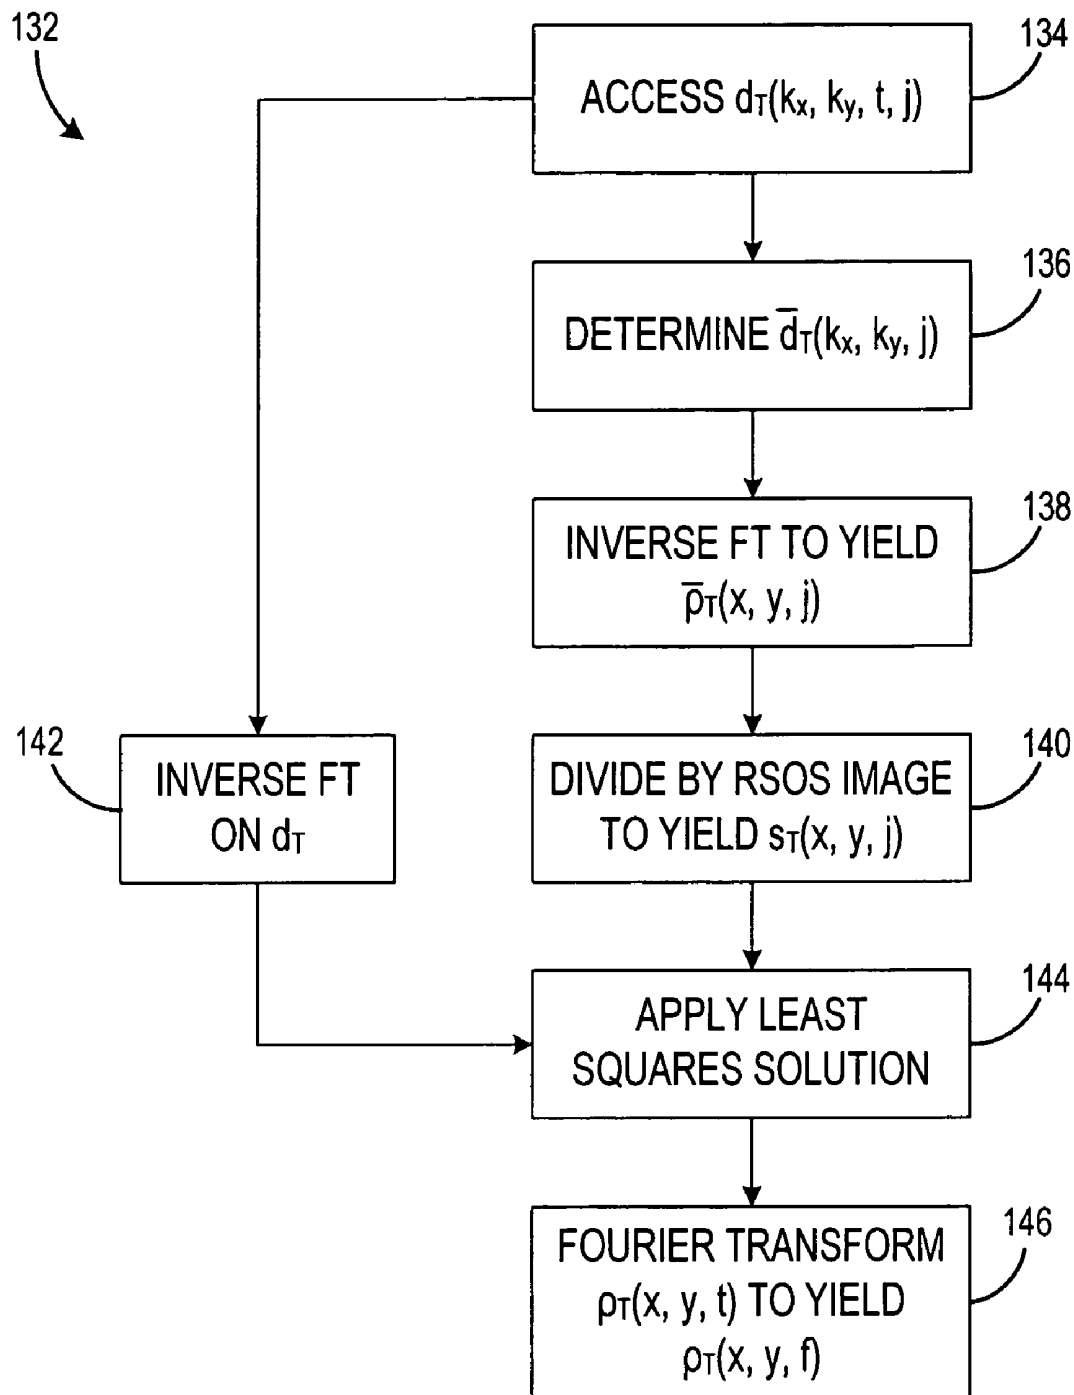 132
134
ACCESS dT(kx, ky, t, j)
136
DETERMINE d̅T(kx, ky, j)
138
INVERSE FT TO YIELD
ρ̅T(x, y, j)
142
INVERSE FT
ON dT
140
DIVIDE BY RSOS IMAGE
TO YIELD sT(x, y, j)
144
APPLY LEAST
SQUARES SOLUTION
146
FOURIER TRANSFORM
ρT(x, y, t) TO YIELD
ρT(x, y, f)